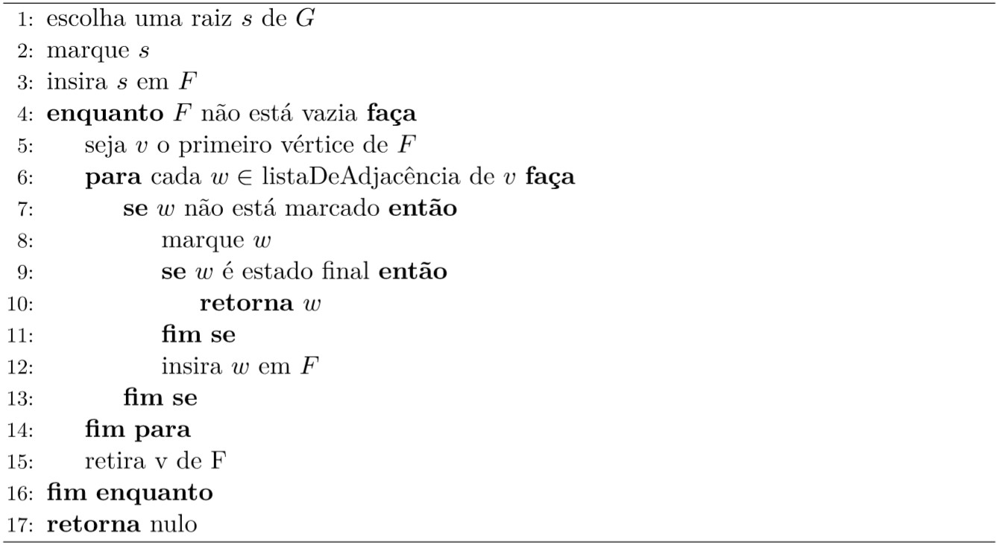 1: escolha uma raiz s de G
2: marque s
3: insira s em F
4: enquanto F não está vazia faça
5: seja v o primeiro vértice de F
6: para cada w ∈ listaDeAdjacência de v faça
7: se w não está marcado então
8: marque w
9: se w é estado final então
10: retorna w
11: fim se
12: insira w em F
13: fim se
14: fim para
15: retira v de F
16: fim enquanto
17: retorna nulo